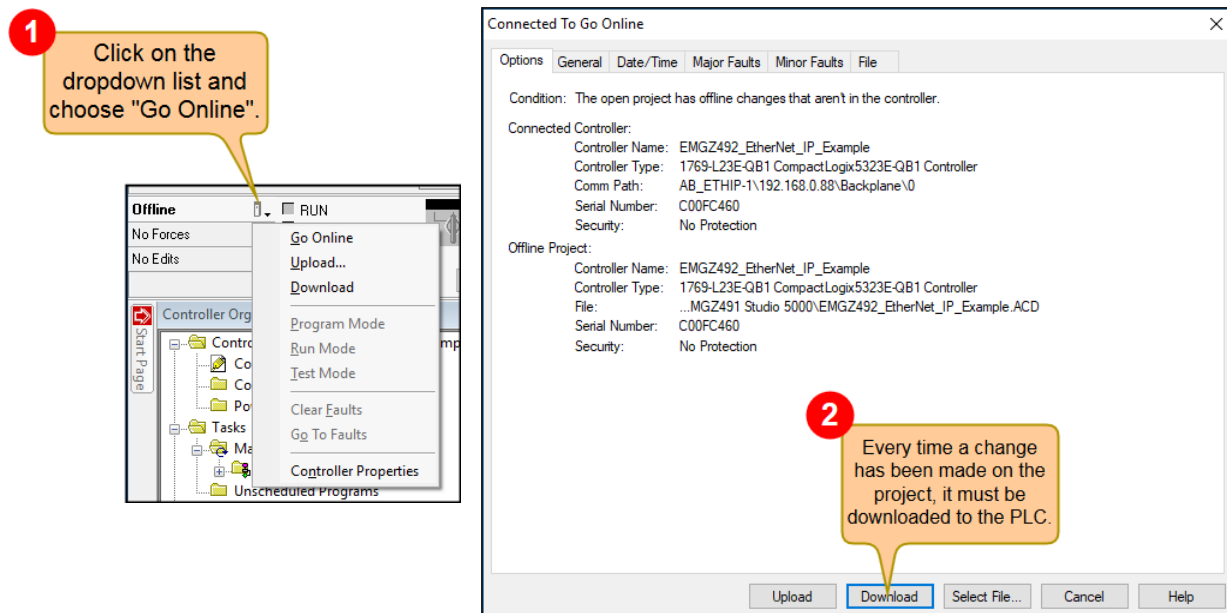 1
Click on the
dropdown list and
choose "Go Online".
Offline
RUN
No Forces
No Edits
Go Online
Upload...
Download
Program Mode
Run Mode
Test Mode
Clear Faults
Go To Faults
Controller Properties
Start Page
Controller Org
Contro
mp
Co
Co
Po
Tasks
Ma
Unscheduled Programs
Connected To Go Online
Options General Date/Time Major Faults Minor Faults File
Condition: The open project has offline changes that aren't in the controller.
Connected Controller:
Controller Name: EMGZ492_EtherNet_IP_Example
Controller Type: 1769-L23E-QB1 CompactLogix5323E-QB1 Controller
Comm Path: AB_ETHIP-1\192.168.0.88\Backplane\0
Serial Number: C00FC460
Security: No Protection
Offline Project:
Controller Name: EMGZ492_EtherNet_IP_Example
Controller Type: 1769-L23E-QB1 CompactLogix5323E-QB1 Controller
File: ...MGZ491 Studio 5000\EMGZ492_EtherNet_IP_Example.ACD
Serial Number: C00FC460
Security: No Protection
2
Every time a change
has been made on the
project, it must be
downloaded to the PLC.
Upload Download Select File... Cancel Help